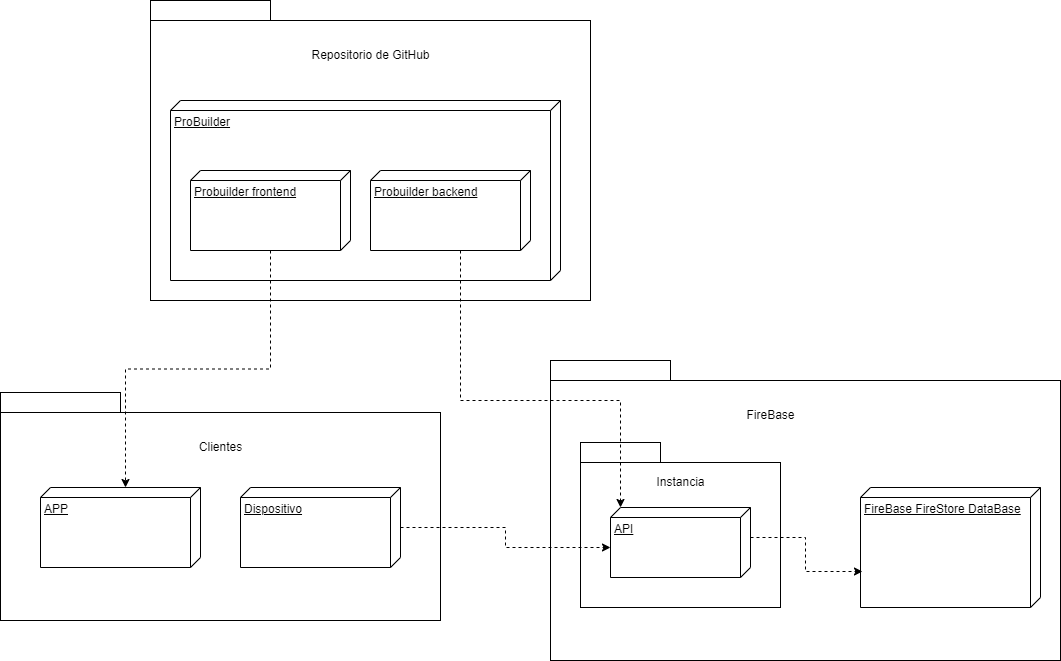 Repositorio de GitHub
ProBuilder
Probuilder frontend
Probuilder backend
Clientes
APP
Dispositivo
FireBase
Instancia
API
FireBase FireStore DataBase